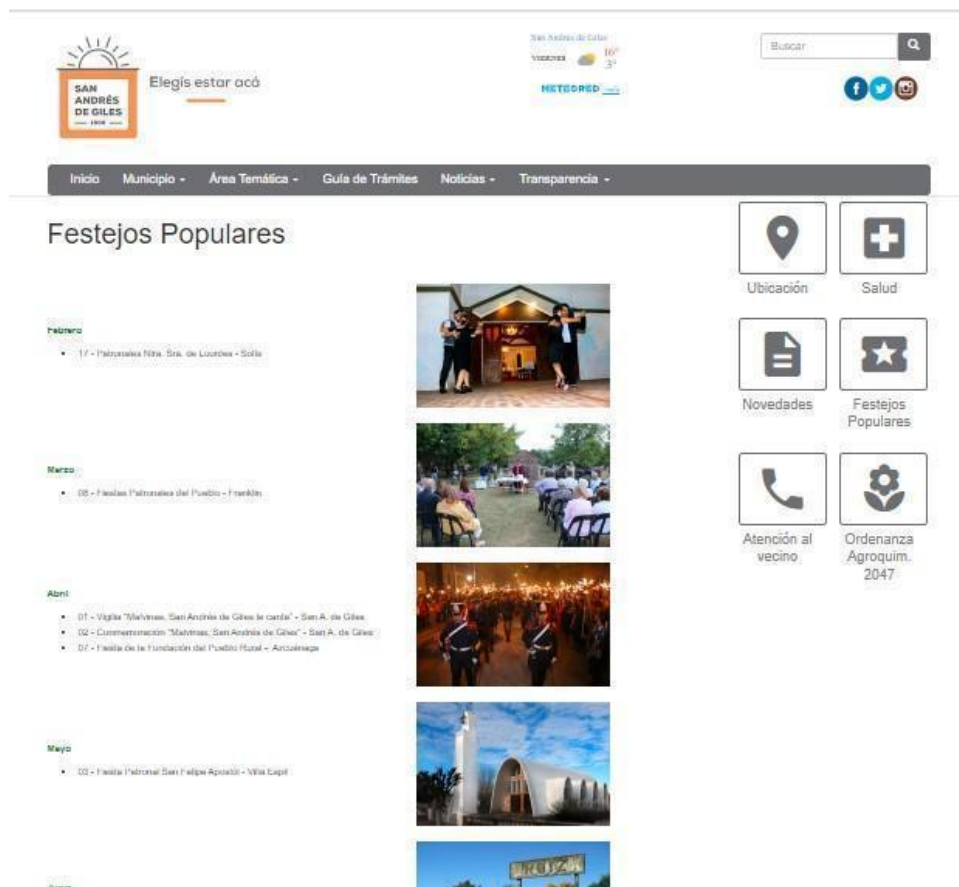 San Andrés de Giles
VIERNES
16°
3°
METEORED
Buscar
SAN
ANDRÉS
DE GILES
Elegís estar acá
Inicio Municipio Área Temática Guía de Trámites Noticias Transparencia
Festejos Populares
Ubicación Salud
Febrero
17 - Patronales Ntra. Sra. de Lourdes - Solís
Novedades Festejos
Populares
Marzo
08 - Fiestas Patronales del Pueblo - Franklin
Atención al
vecino
Ordenanza
Agroquim.
2047
Abril
01 - Vigilia "Malvinas, San Andrés de Giles le canta" - San A. de Giles
02 - Conmemoración "Malvinas, San Andrés de Giles" - San A. de Giles
07 - Fiesta de la Fundación del Pueblo Rural - Azcuénaga
Mayo
03 - Fiesta Patronal San Felipe Apostol - Villa Espil
RUIZ